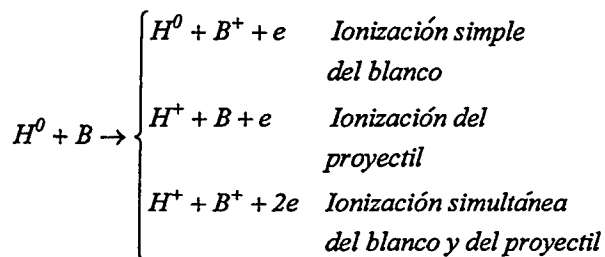 H⁰ + B⁺ + e Ionización simple
del blanco
H⁰ + B → H⁺ + B + e Ionización del
proyectil
H⁺ + B⁺ + 2e Ionización simultánea
del blanco y del proyectil